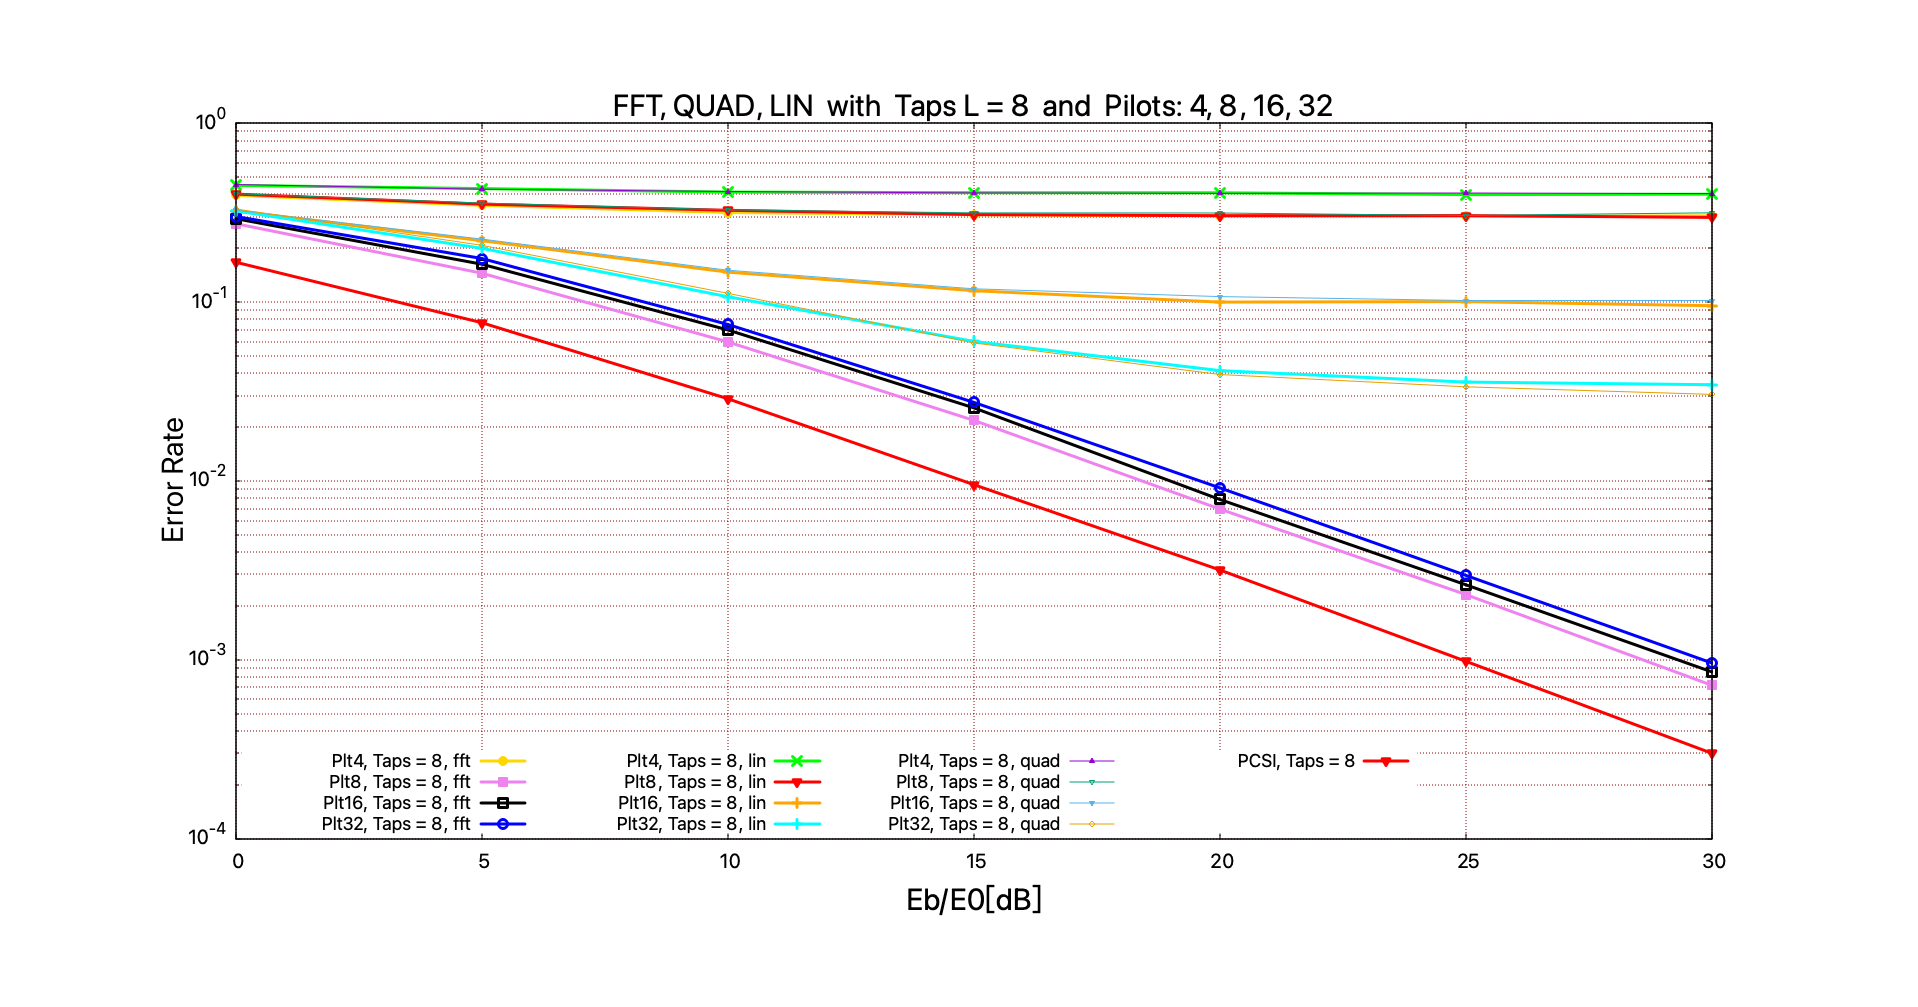 FFT, QUAD, LIN with Taps L = 8 and Pilots: 4, 8, 16, 32
10^0
10^-1
10^-2
10^-3
10^-4
Error Rate
Plt4, Taps = 8, fft
Plt8, Taps = 8, fft
Plt16, Taps = 8, fft
Plt32, Taps = 8, fft
Plt4, Taps = 8, lin
Plt8, Taps = 8, lin
Plt16, Taps = 8, lin
Plt32, Taps = 8, lin
Plt4, Taps = 8, quad
Plt8, Taps = 8, quad
Plt16, Taps = 8, quad
Plt32, Taps = 8, quad
PCSI, Taps = 8
0 5 10 15 20 25 30
Eb/E0[dB]